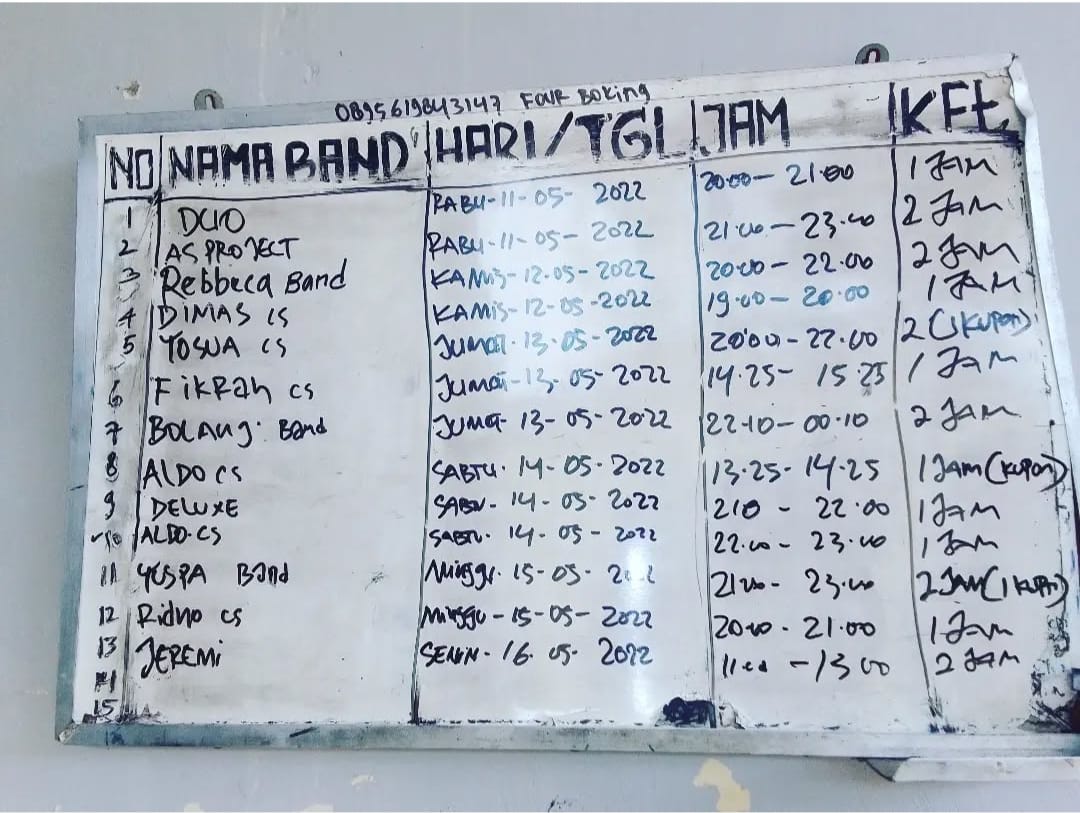 089561984 3147 FOUR BOKING
NO NAMA BAND HARI/TGL JAM KET
1 DUO RABU-11-05-2022 20:00-21:00 1 JAM
2 AS PROJECT RABU-11-05-2022 21:00-23:00 2 JAM
3 Rebbeca Band KAMIS-12-05-2022 20:00-22:00 2 JAM
4 DIMAS CS KAMIS-12-05-2022 19:00-20:00 1 JAM
5 YOSUA CS JUMAT-13-05-2022 20:00-22:00 2 (1 KUPON)
6 FIKRAH CS JUMAT-13-05-2022 14.25-15 25 1 JAM
7 BOLANG Band JUMAT-13-05-2022 22.10-00.10 2 JAM
8 ALDO CS SABTU-14-05-2022 13.25-14.25 1 JAM (KUPON)
9 DELUXE SABTU-14-05-2022 210-22:00 1 JAM
10 ALDO.CS SABTU-14-05-2022 22.00-23.00 1 JAM
11 YOSPA Band Minggu-15-05-2022 21.00-23.00 2 JAM (1 KUPON)
12 Ridho CS Minggu-15-05-2022 20.00-21:00 1 JAM
13 JEREMI SENIN-16.05-2022 11.00-13 00 2 JAM
15